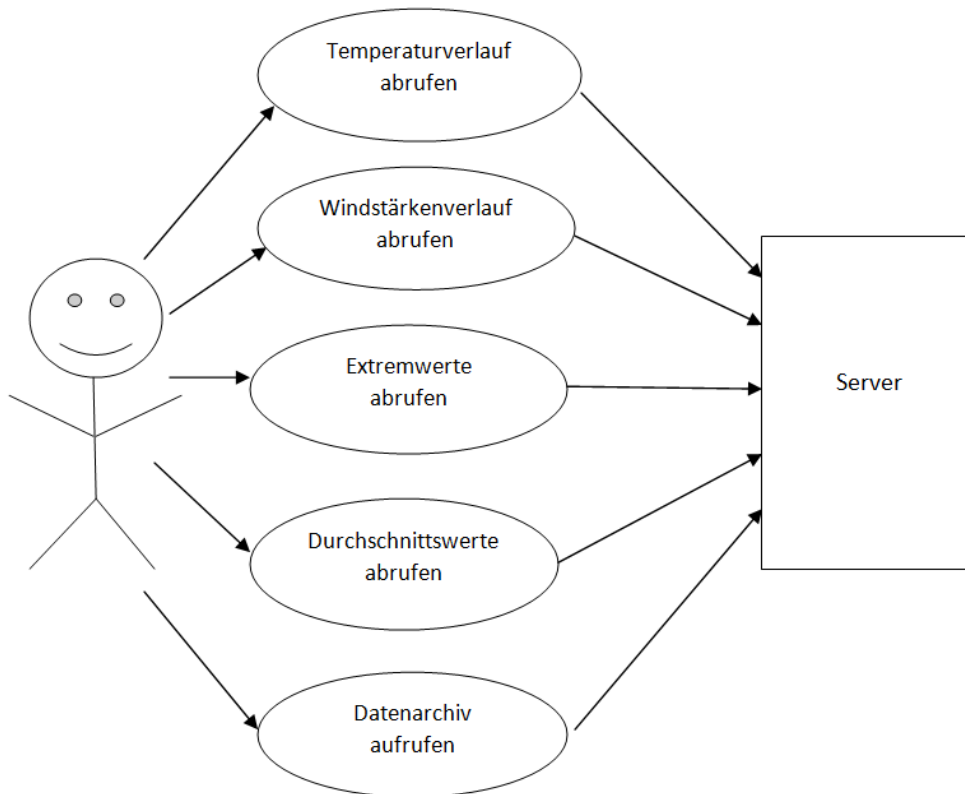 Temperaturverlauf
abrufen
Windstärkenverlauf
abrufen
Extremwerte
abrufen
Server
Durchschnittswerte
abrufen
Datenarchiv
aufrufen